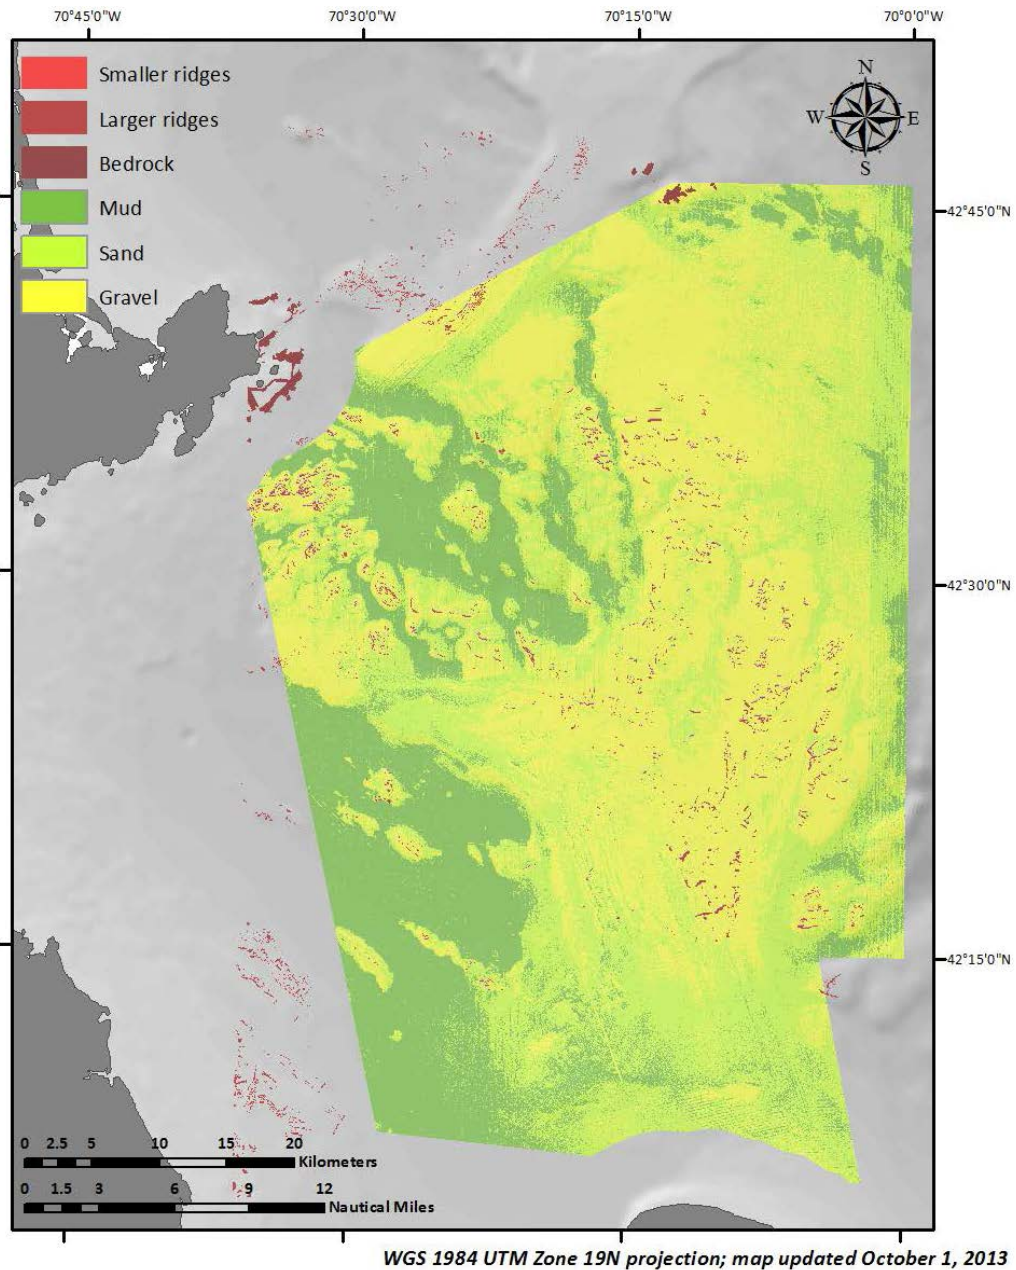 70°45'0"W 70°30'0"W 70°15'0"W 70°0'0"W
Smaller ridges
Larger ridges
Bedrock
Mud
Sand
Gravel
N
W E
S
42°45'0"N
42°30'0"N
42°15'0"N
0 2.5 5 10 15 20
Kilometers
0 1.5 3 6 9 12
Nautical Miles
WGS 1984 UTM Zone 19N projection; map updated October 1, 2013